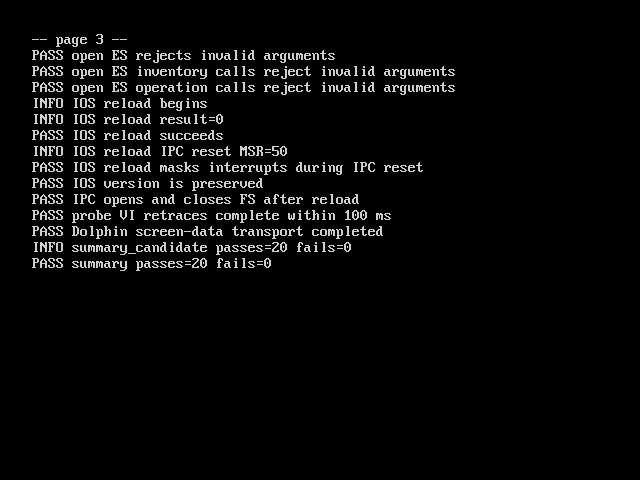 -- page 3 --
PASS open ES rejects invalid arguments
PASS open ES inventory calls reject invalid arguments
PASS open ES operation calls reject invalid arguments
INFO IOS reload begins
INFO IOS reload result=0
PASS IOS reload succeeds
INFO IOS reload IPC reset MSR=50
PASS IOS reload masks interrupts during IPC reset
PASS IOS version is preserved
PASS IPC opens and closes FS after reload
PASS probe VI retraces complete within 100 ms
PASS Dolphin screen-data transport completed
INFO summary_candidate passes=20 fails=0
PASS summary passes=20 fails=0